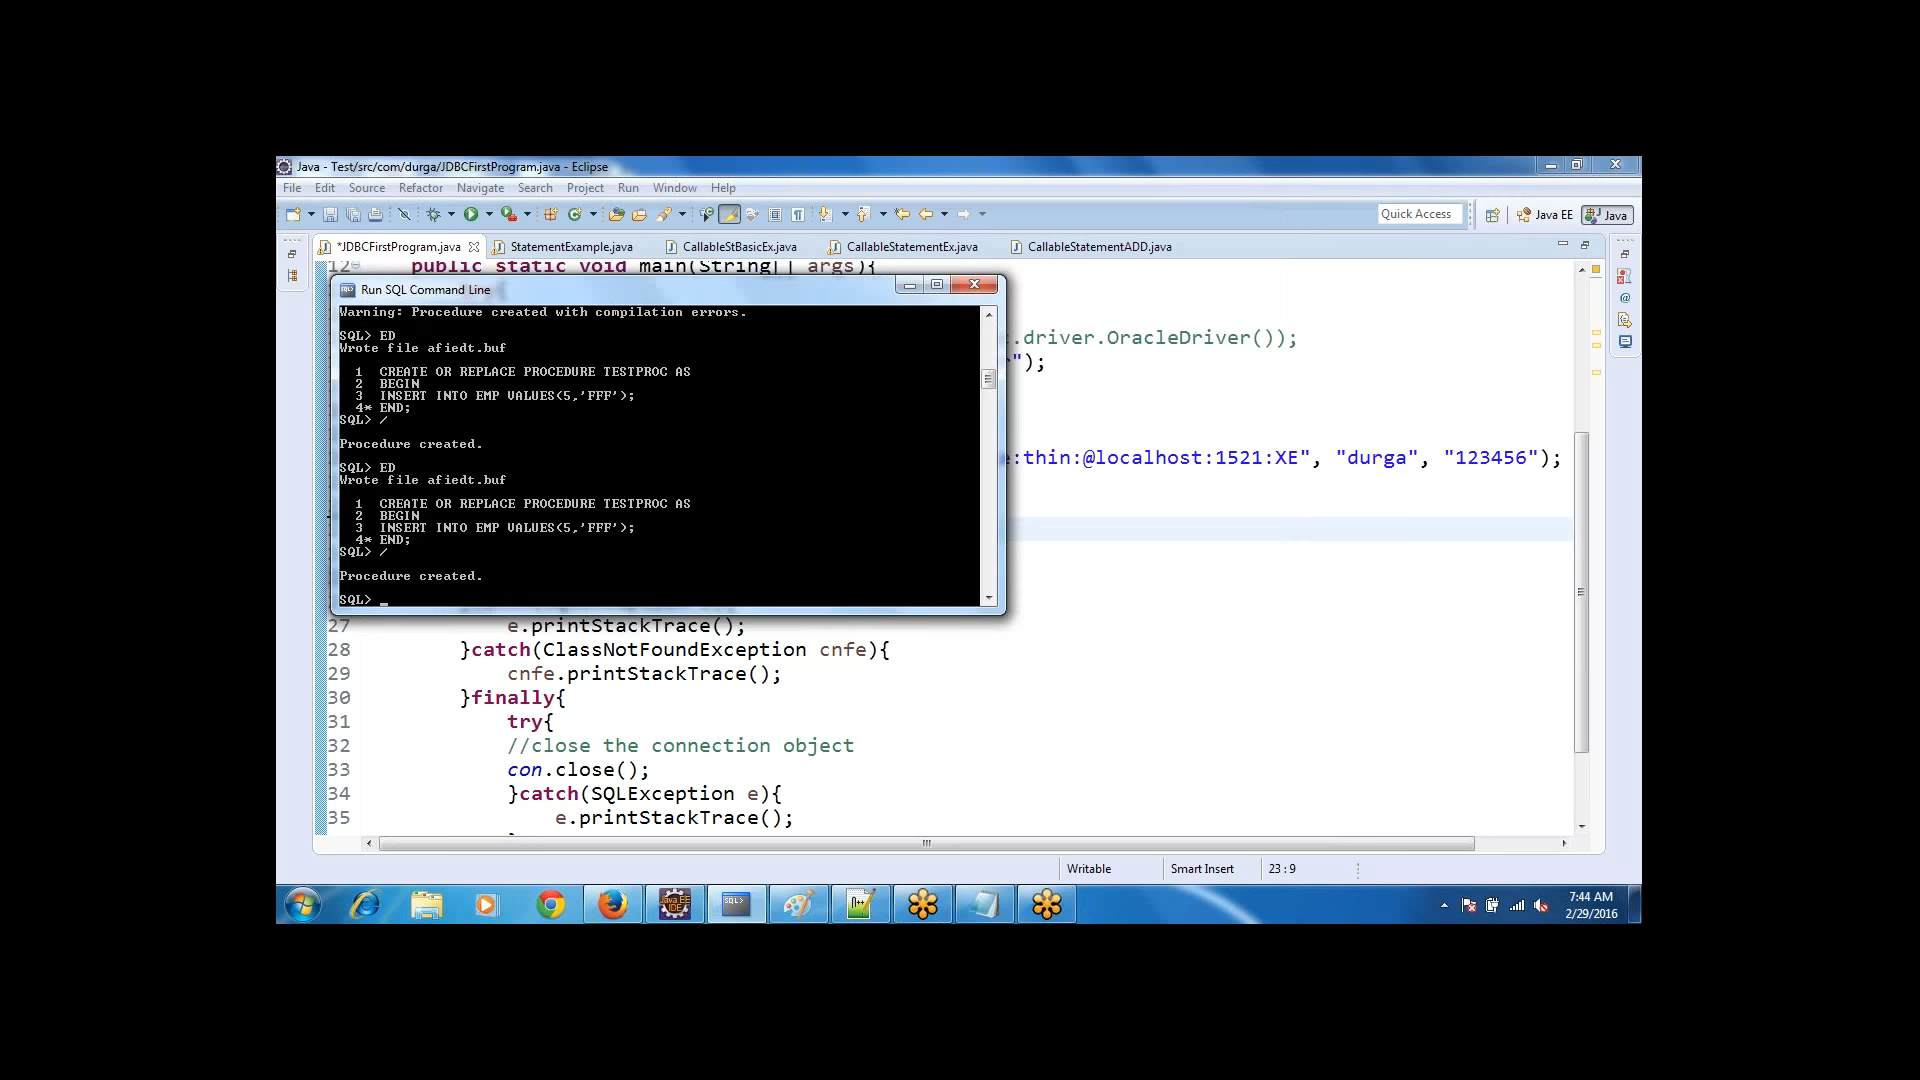 Java - Test/src/com/durga/JDBCFirstProgram.java - Eclipse
File Edit Source Refactor Navigate Search Project Run Window Help
Quick Access Java EE Java
*JDBCFirstProgram.java StatementExample.java CallableStBasicEx.java CallableStatementEx.java CallableStatementADD.java
12 public static void main(String[] args){
Run SQL Command Line
Warning: Procedure created with compilation errors.
SQL> ED
Wrote file afiedt.buf
1 CREATE OR REPLACE PROCEDURE TESTPROC AS
2 BEGIN
3 INSERT INTO EMP VALUES(5,'FFF');
4* END;
SQL> /
Procedure created.
SQL> ED
Wrote file afiedt.buf
1 CREATE OR REPLACE PROCEDURE TESTPROC AS
2 BEGIN
3 INSERT INTO EMP VALUES(5,'FFF');
4* END;
SQL> /
Procedure created.
SQL> _
.driver.OracleDriver());
");
:thin:@localhost:1521:XE", "durga", "123456");
27 e.printStackTrace();
28 }catch(ClassNotFoundException cnfe){
29 cnfe.printStackTrace();
30 }finally{
31 try{
32 //close the connection object
33 con.close();
34 }catch(SQLException e){
35 e.printStackTrace();
Writable Smart Insert 23 : 9
7:44 AM
2/29/2016